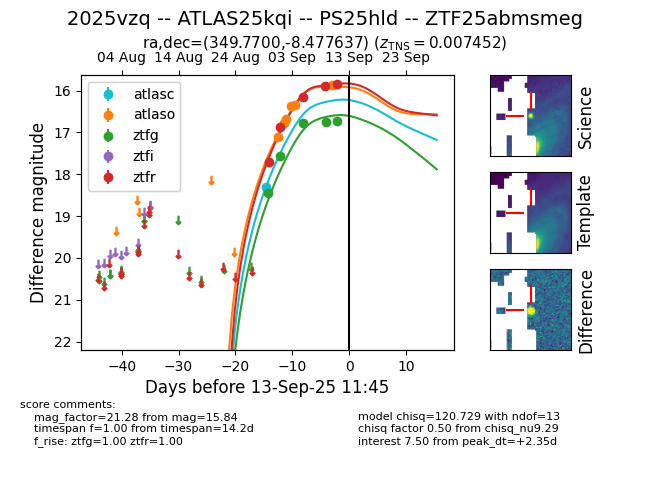 2025vzq -- ATLAS25kqi -- PS25hld -- ZTF25abmsmeg
ra,dec=(349.7700,-8.477637) (z_TNS = 0.007452)
04 Aug 14 Aug 24 Aug 03 Sep 13 Sep 23 Sep
atlasc
atlaso
ztfg
ztfi
ztfr
16
17
18
19
20
21
22
Difference magnitude
−40 −30 −20 −10 0 10
Days before 13-Sep-25 11:45
Science
Template
Difference
score comments:
mag_factor=21.28 from mag=15.84
timespan f=1.00 from timespan=14.2d
f_rise: ztfg=1.00 ztfr=1.00
model chisq=120.729 with ndof=13
chisq factor 0.50 from chisq_nu9.29
interest 7.50 from peak_dt=+2.35d